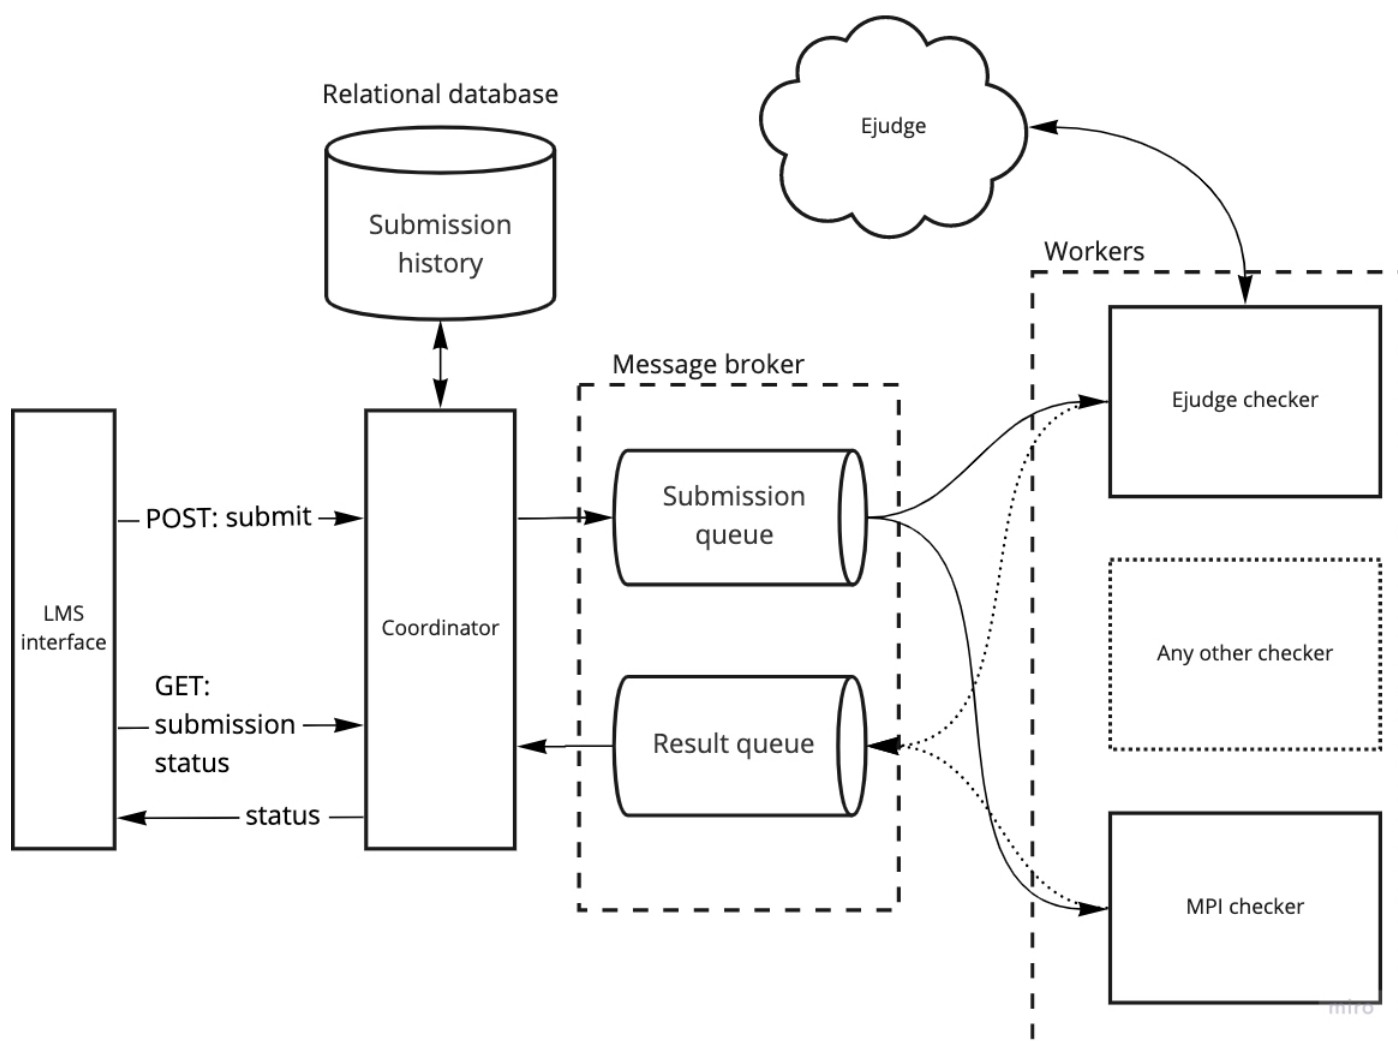 Relational database
Submission
history
Ejudge
Workers
Message broker
Ejudge checker
Submission
queue
POST: submit
LMS
interface
Coordinator
Any other checker
GET:
submission
status
Result queue
status
MPI checker
miro